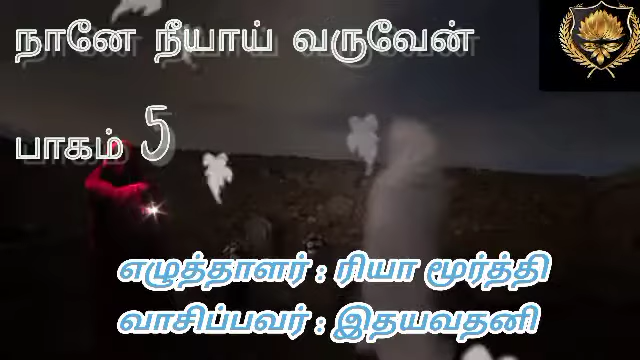 நானே நீயாய் வருவேன்
பாகம் 5
எழுத்தாளர் : ரியா மூர்த்தி
வாசிப்பவர் : இதயவதனி